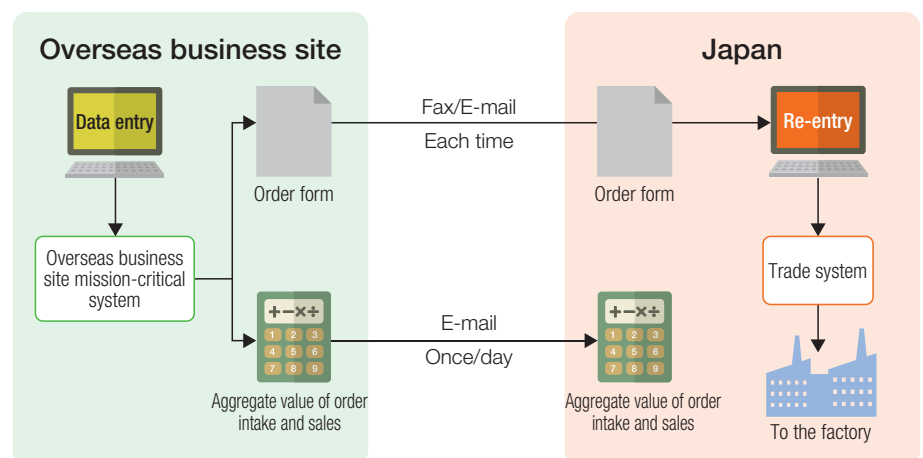 Overseas business site
Data entry
Order form
Overseas business
site mission-critical
system
+−×÷
1 2 3
4 5 6
7 8 9
Aggregate value of order
intake and sales
Fax/E-mail
Each time
E-mail
Once/day
Japan
Order form
Re-entry
Trade system
+−×÷
1 2 3
4 5 6
7 8 9
Aggregate value of order
intake and sales
To the factory